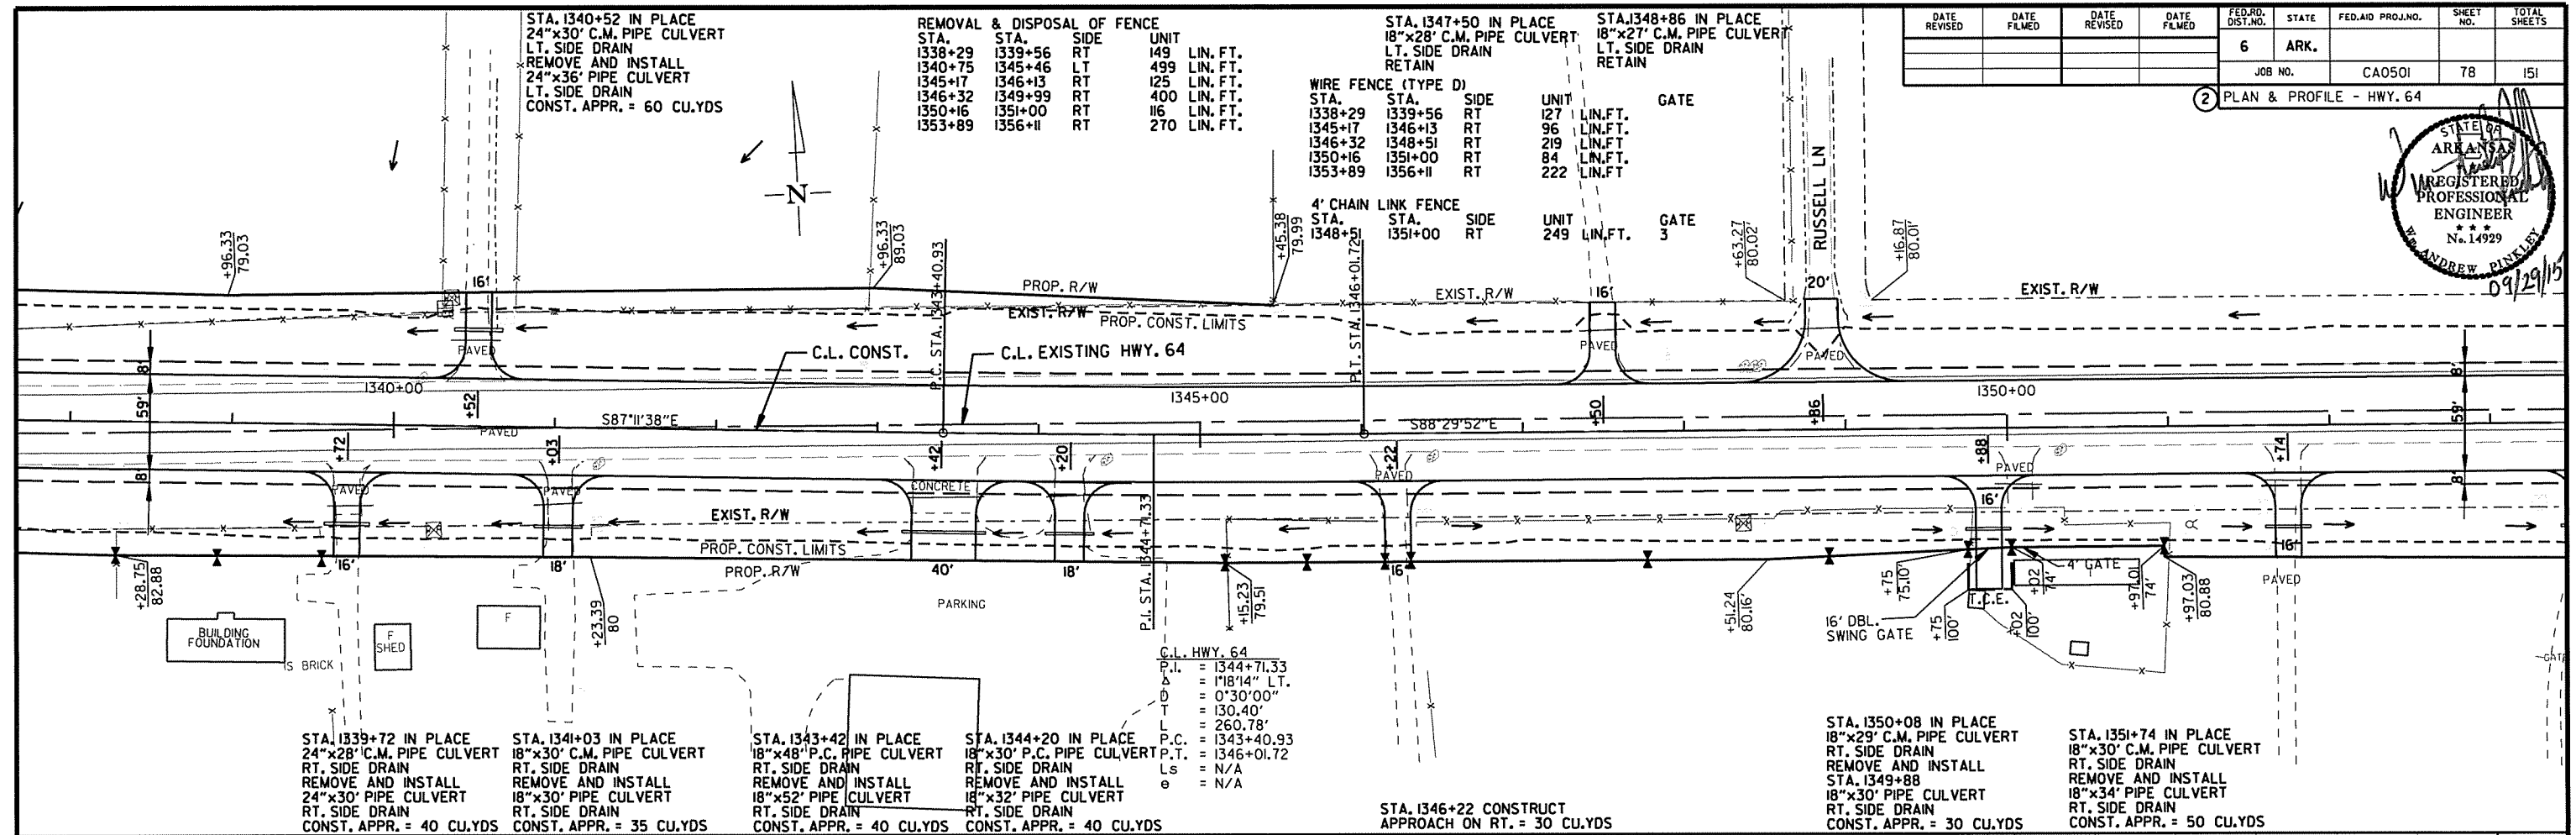 STA. 1340+52 IN PLACE
24"x30' C.M. PIPE CULVERT
LT. SIDE DRAIN
REMOVE AND INSTALL
24"x36' PIPE CULVERT
LT. SIDE DRAIN
CONST. APPR. = 60 CU.YDS
REMOVAL & DISPOSAL OF FENCE
STA. STA. SIDE UNIT
1338+29 1339+56 RT 149 LIN. FT.
1340+75 1345+46 LT 499 LIN. FT.
1345+17 1346+13 RT 125 LIN. FT.
1346+32 1349+99 RT 400 LIN. FT.
1350+16 1351+00 RT 116 LIN. FT.
1353+89 1356+11 RT 270 LIN. FT.
STA. 1347+50 IN PLACE
18"x28' C.M. PIPE CULVERT
LT. SIDE DRAIN
RETAIN
STA.1348+86 IN PLACE
18"x27' C.M. PIPE CULVERT
LT. SIDE DRAIN
RETAIN
WIRE FENCE (TYPE D)
STA. STA. SIDE UNIT GATE
1338+29 1339+56 RT 127 LIN.FT.
1345+17 1346+13 RT 96 LIN.FT.
1346+32 1348+51 RT 219 LIN.FT
1350+16 1351+00 RT 84 LIN.FT.
1353+89 1356+11 RT 222 LIN.FT
4' CHAIN LINK FENCE
STA. STA. SIDE UNIT GATE
1348+51 1351+00 RT 249 LIN.FT. 3
DATE REVISED DATE FILMED DATE REVISED DATE FILMED FED.RD. DIST.NO. STATE FED.AID PROJ.NO. SHEET NO. TOTAL SHEETS
6 ARK.
JOB NO. CA0501 78 151
2 PLAN & PROFILE - HWY. 64
STATE OF
ARKANSAS
REGISTERED
PROFESSIONAL
ENGINEER
No. 14929
Wm. ANDREW PINKLEY
09/29/15
N
RUSSELL LN
+96.33
79.03
+96.33
89.03
P.C. STA. 1343+40.93
+45.38
79.99
P.T. STA. 1346+01.72
+63.27
80.02'
+16.87
80.01'
16'
PROP. R/W
EXIST. R/W
PROP. CONST. LIMITS
EXIST. R/W
16'
20'
EXIST. R/W
PAVED
PAVED
PAVED
C.L. CONST.
C.L. EXISTING HWY. 64
8'
59'
8'
1340+00
1345+00
1350+00
8'
59'
8'
+52
+50
+86
S87°11'38"E
S88°29'52"E
PAVED
+72
+03
+42
+20
+22
+88
+74
PAVED
PAVED
CONCRETE
PAVED
PAVED
16'
EXIST. R/W
PROP. CONST. LIMITS
PROP. R/W
16'
18'
40'
18'
16'
16'
P.I. STA. 1344+71.33
+28.75
82.88
+23.39
80
+15.23
79.51
+51.24
80.16'
+75
75.10'
+02
74'
4' GATE
+97.01
74'
+97.03
80.88
PAVED
T.C.E.
16' DBL.
SWING GATE
+75
100'
+02
100'
PARKING
BUILDING
FOUNDATION
F
SHED
F
IS BRICK
C.L. HWY. 64
P.I. = 1344+71.33
Δ = 1°18'14" LT.
D = 0°30'00"
T = 130.40'
L = 260.78'
P.C. = 1343+40.93
P.T. = 1346+01.72
Ls = N/A
e = N/A
STA. 1339+72 IN PLACE
24"x28' C.M. PIPE CULVERT
RT. SIDE DRAIN
REMOVE AND INSTALL
24"x30' PIPE CULVERT
RT. SIDE DRAIN
CONST. APPR. = 40 CU.YDS
STA. 1341+03 IN PLACE
18"x30' C.M. PIPE CULVERT
RT. SIDE DRAIN
REMOVE AND INSTALL
18"x30' PIPE CULVERT
RT. SIDE DRAIN
CONST. APPR. = 35 CU.YDS
STA. 1343+42 IN PLACE
18"x48' P.C. PIPE CULVERT
RT. SIDE DRAIN
REMOVE AND INSTALL
18"x52' PIPE CULVERT
RT. SIDE DRAIN
CONST. APPR. = 40 CU.YDS
STA. 1344+20 IN PLACE
18"x30' P.C. PIPE CULVERT
RT. SIDE DRAIN
REMOVE AND INSTALL
18"x32' PIPE CULVERT
RT. SIDE DRAIN
CONST. APPR. = 40 CU.YDS
STA. 1346+22 CONSTRUCT
APPROACH ON RT. = 30 CU.YDS
STA. 1350+08 IN PLACE
18"x29' C.M. PIPE CULVERT
RT. SIDE DRAIN
REMOVE AND INSTALL
STA. 1349+88
18"x30' PIPE CULVERT
RT. SIDE DRAIN
CONST. APPR. = 30 CU.YDS
STA. 1351+74 IN PLACE
18"x30' C.M. PIPE CULVERT
RT. SIDE DRAIN
REMOVE AND INSTALL
18"x34' PIPE CULVERT
RT. SIDE DRAIN
CONST. APPR. = 50 CU.YDS